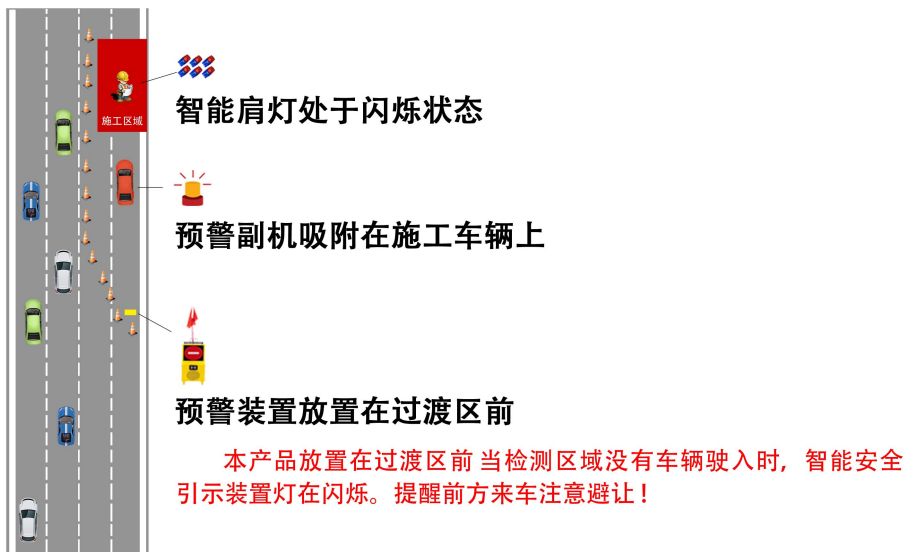 施工区域
智能肩灯处于闪烁状态
预警副机吸附在施工车辆上
预警装置放置在过渡区前
本产品放置在过渡区前 当检测区域没有车辆驶入时，智能安全
引示装置灯在闪烁。提醒前方来车注意避让！